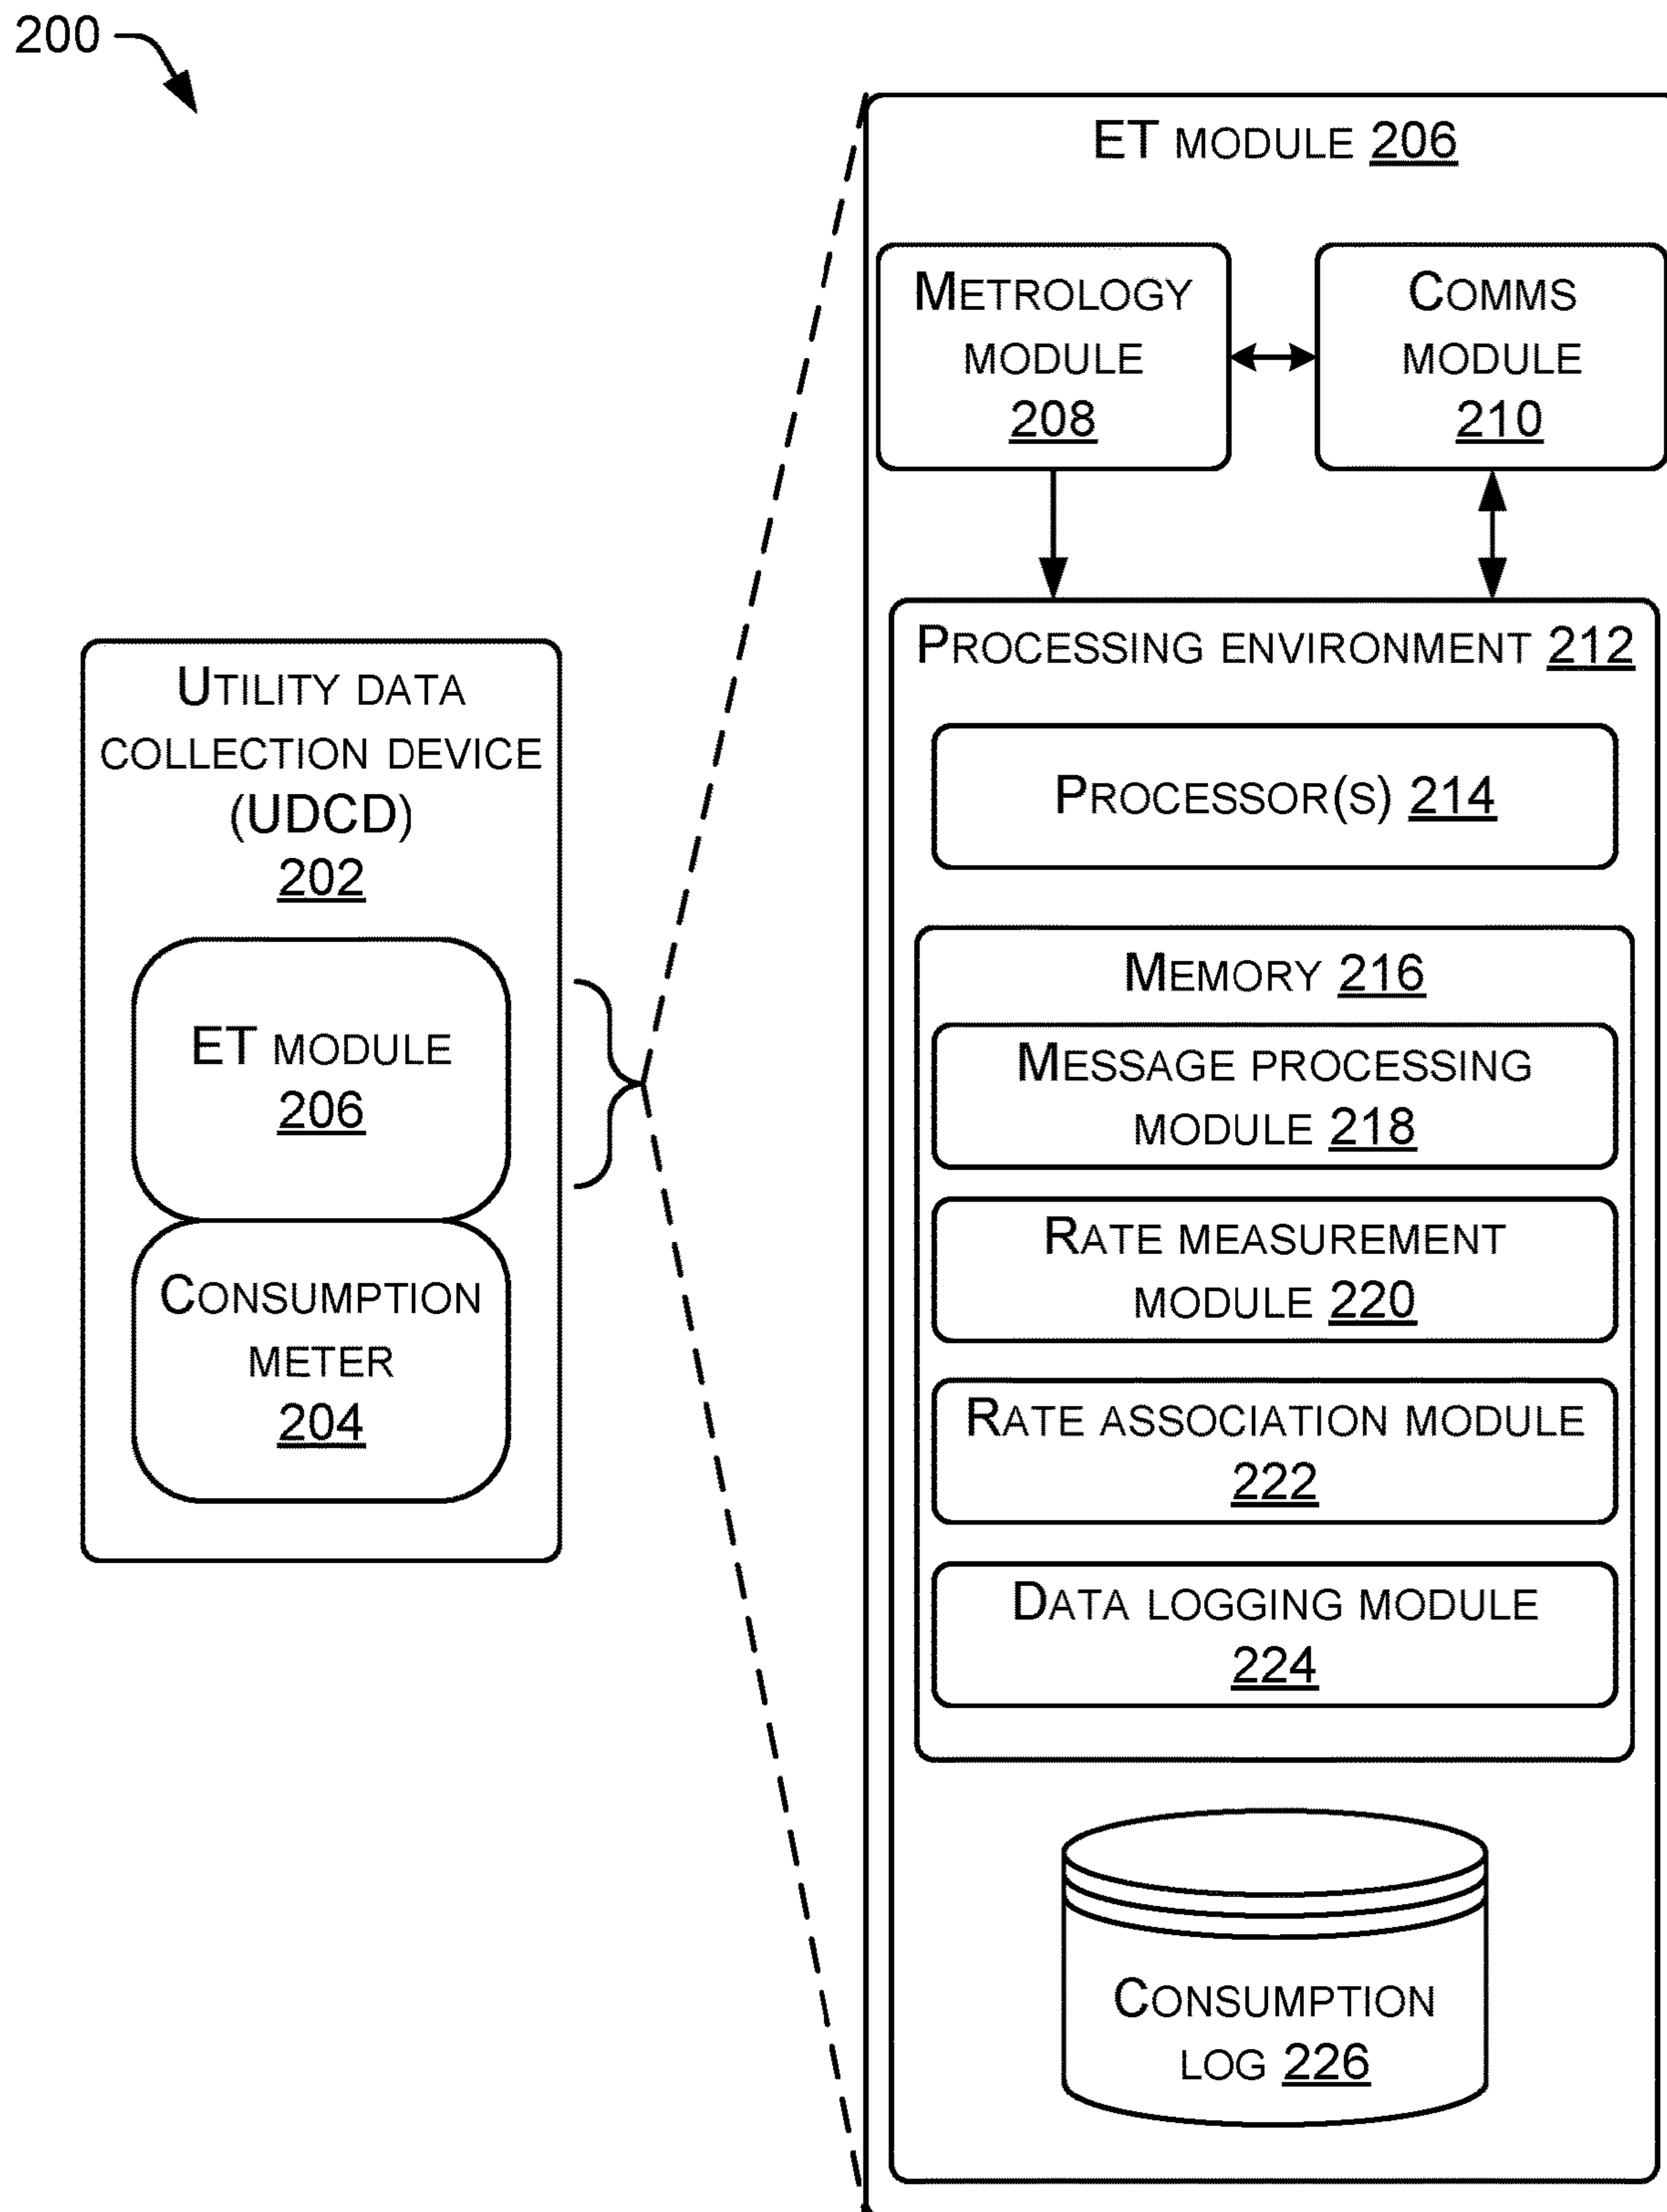 200
UTILITY DATA
COLLECTION DEVICE
(UDCD)
202
ET MODULE
206
CONSUMPTION
METER
204
ET MODULE 206
METROLOGY
MODULE
208
COMMS
MODULE
210
PROCESSING ENVIRONMENT 212
PROCESSOR(S) 214
MEMORY 216
MESSAGE PROCESSING
MODULE 218
RATE MEASUREMENT
MODULE 220
RATE ASSOCIATION MODULE
222
DATA LOGGING MODULE
224
CONSUMPTION
LOG 226